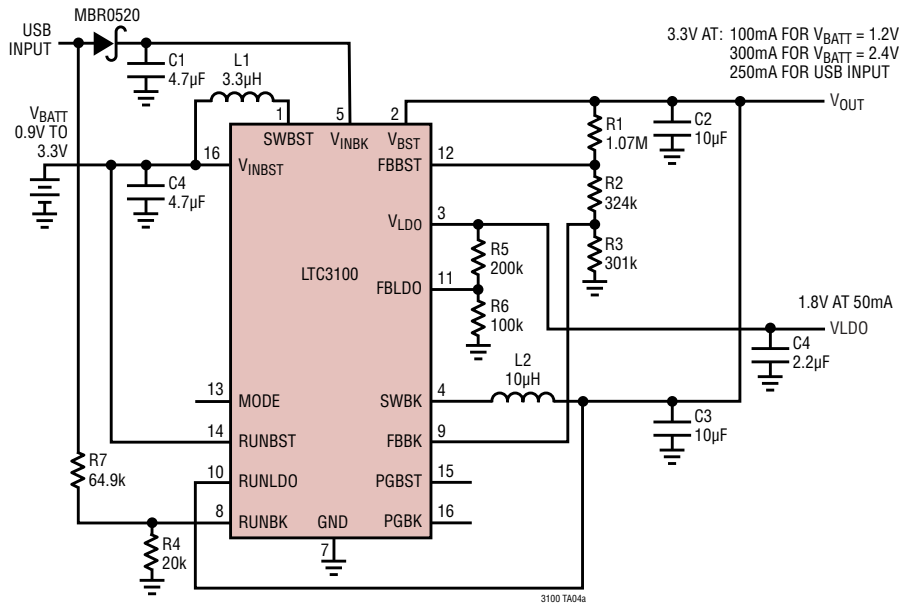 MBR0520
USB
INPUT
3.3V AT: 100mA FOR VBATT = 1.2V
300mA FOR VBATT = 2.4V
250mA FOR USB INPUT
C1
4.7µF
L1
3.3µH
VOUT
VBATT
0.9V TO
3.3V
1
5
2
SWBST
VINBK
VBST
R1
1.07M
C2
10µF
16
VINBST
FBBST
12
C4
4.7µF
R2
324k
VLDO
3
R5
200k
R3
301k
LTC3100
FBLDO
11
R6
100k
1.8V AT 50mA
VLDO
C4
2.2µF
L2
10µH
13
MODE
SWBK
4
C3
10µF
14
RUNBST
FBBK
9
R7
64.9k
10
RUNLDO
PGBST
15
8
RUNBK
GND
PGBK
16
7
R4
20k
3100 TA04a